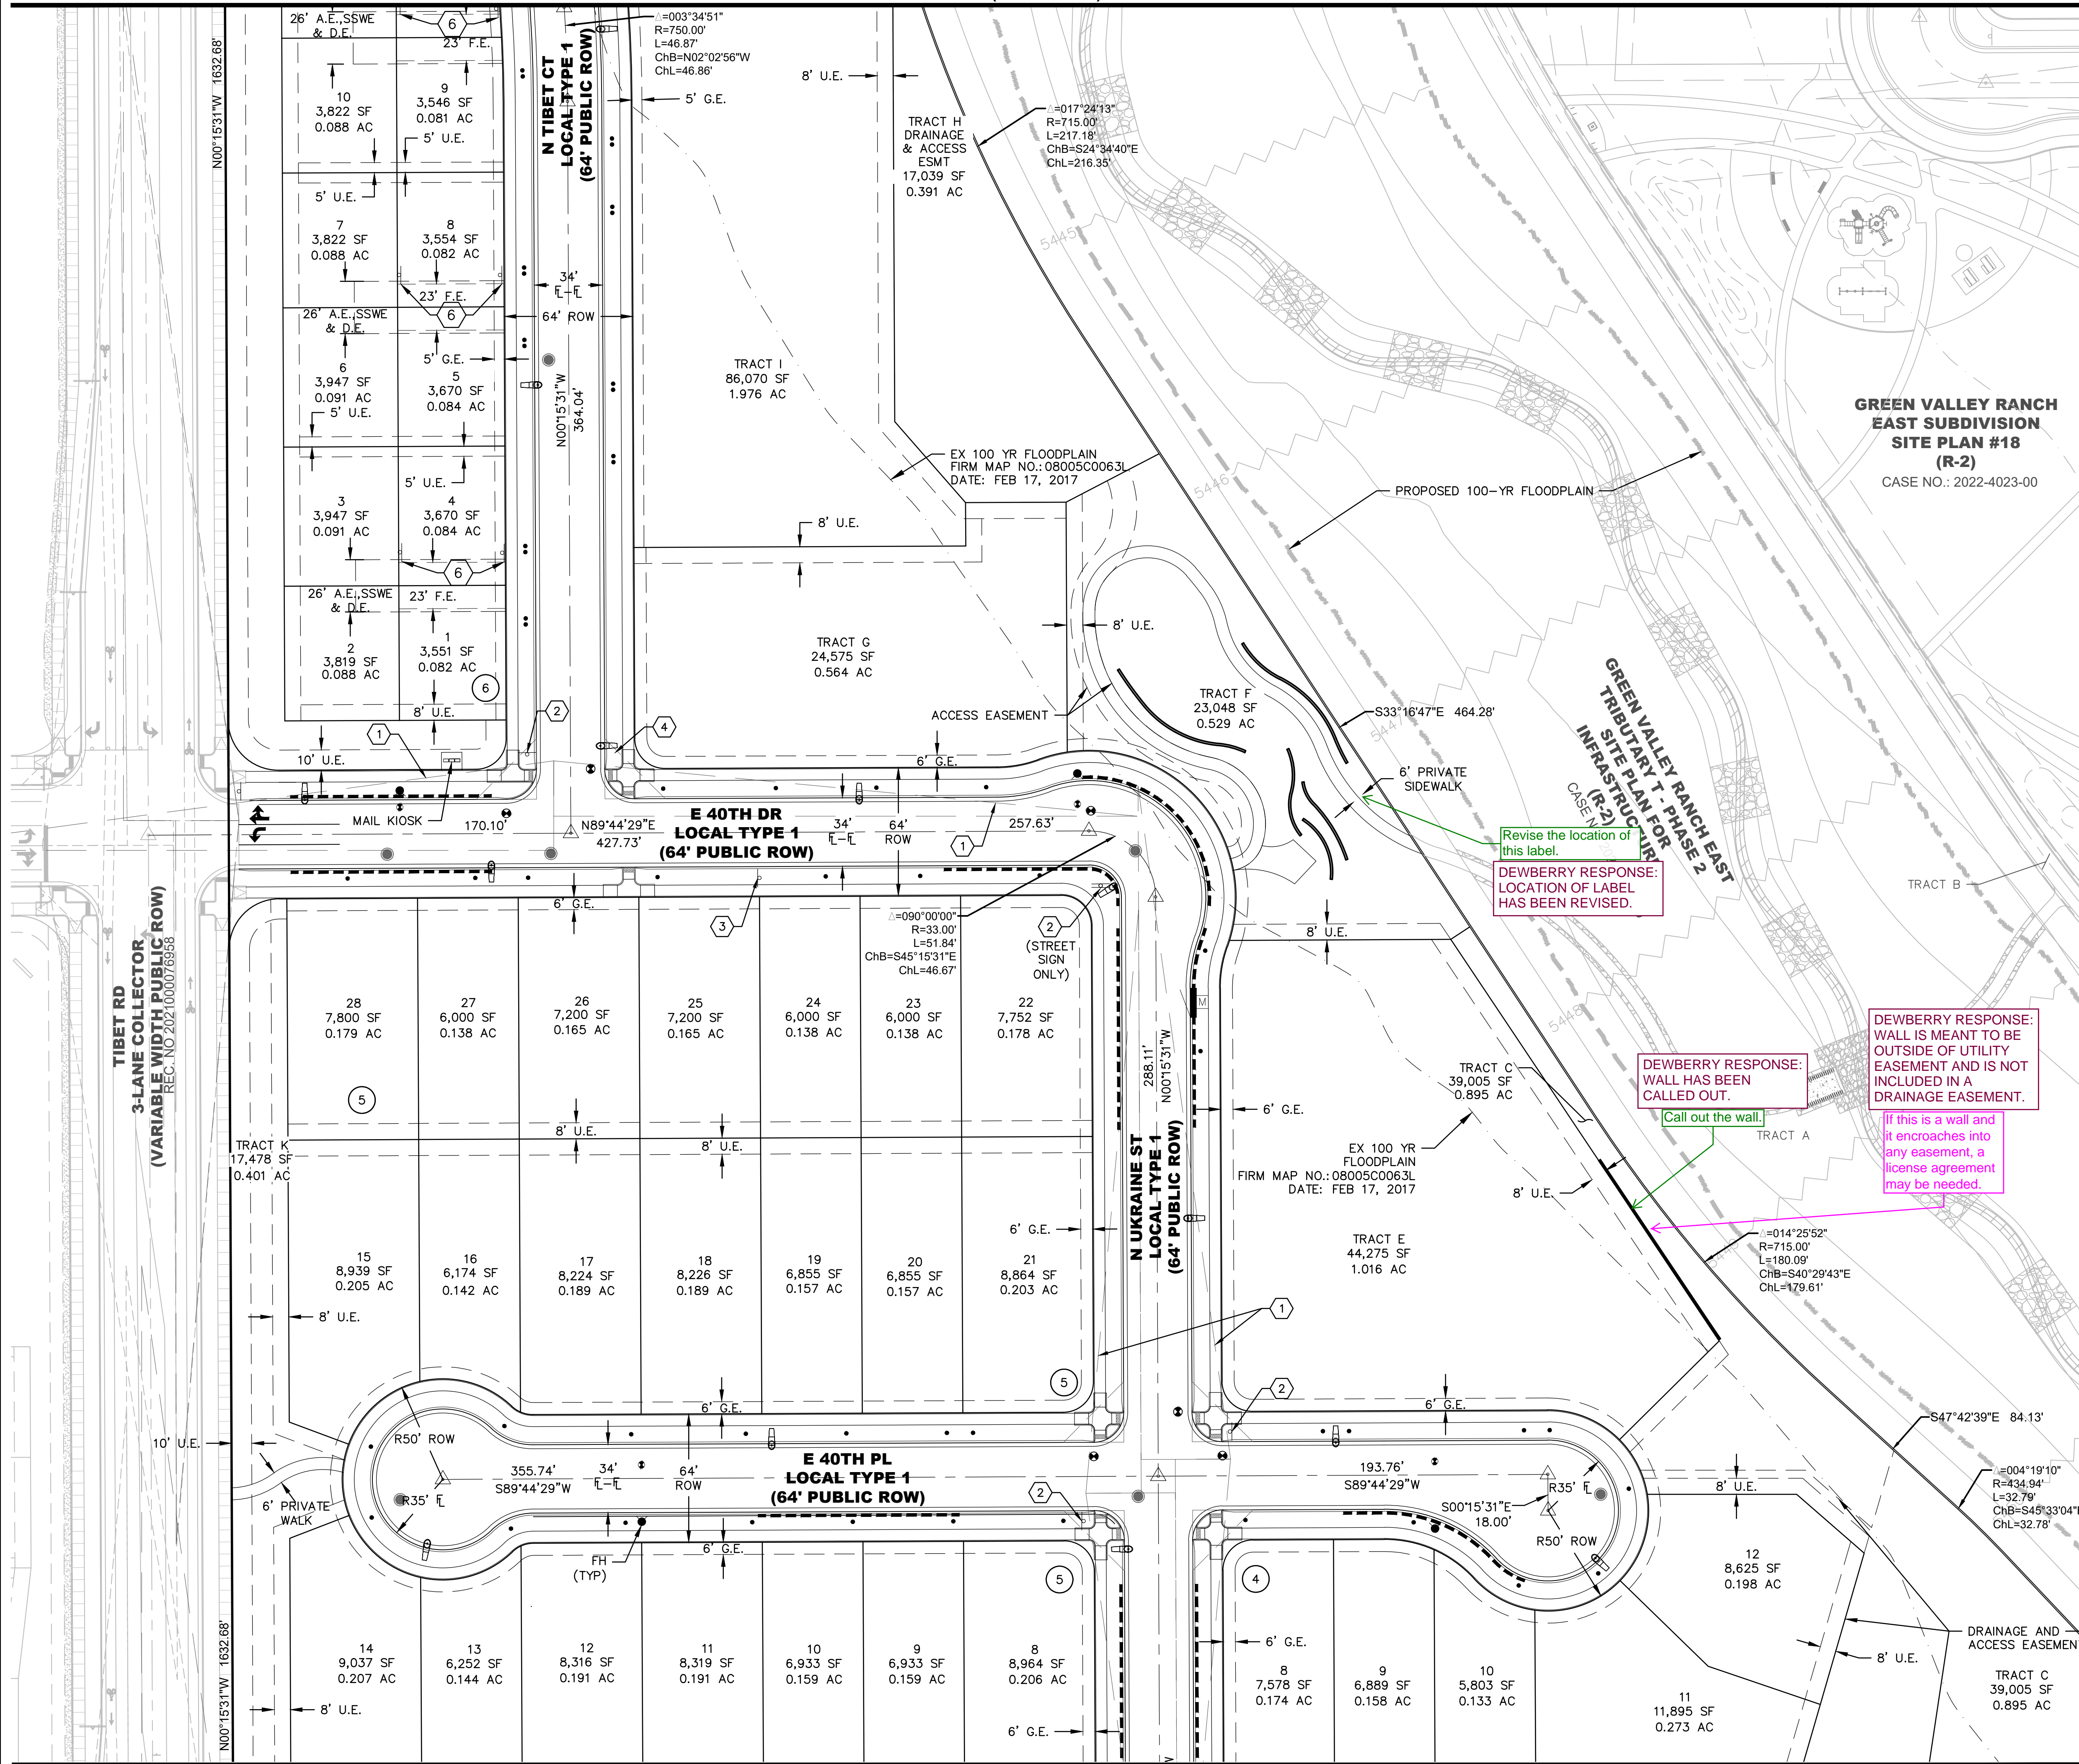 26' A.E.,SSWE
& D.E.
6
23' F.E.
N00°15'31"W 1632.68'
10
3,822 SF
0.088 AC
9
3,546 SF
0.081 AC
5' U.E.
5' U.E.
7
3,822 SF
0.088 AC
8
3,554 SF
0.082 AC
23' F.E.
6
26' A.E.,SSWE
& D.E.
5' G.E.
6
3,947 SF
0.091 AC
5
3,670 SF
0.084 AC
5' U.E.
5' U.E.
3
3,947 SF
0.091 AC
4
3,670 SF
0.084 AC
6
26' A.E.,SSWE
& D.E.
23' F.E.
2
3,819 SF
0.088 AC
1
3,551 SF
0.082 AC
6
8' U.E.
N TIBET CT
LOCAL TYPE 1
(64' PUBLIC ROW)
△=003°34'51"
R=750.00'
L=46.87'
ChB=N02°02'56"W
ChL=46.86'
5' G.E.
34'
FL-FL
64' ROW
N00°15'31"W
364.04'
8' U.E.
TRACT H
DRAINAGE
& ACCESS
ESMT
17,039 SF
0.391 AC
△=017°24'13"
R=715.00'
L=217.18'
ChB=S24°34'40"E
ChL=216.35'
5445
TRACT I
86,070 SF
1.976 AC
EX 100 YR FLOODPLAIN
FIRM MAP NO.: 08005C0063L
DATE: FEB 17, 2017
5446
PROPOSED 100-YR FLOODPLAIN
GREEN VALLEY RANCH
EAST SUBDIVISION
SITE PLAN #18
(R-2)
CASE NO.: 2022-4023-00
8' U.E.
8' U.E.
TRACT G
24,575 SF
0.564 AC
ACCESS EASEMENT
TRACT F
23,048 SF
0.529 AC
S33°16'47"E 464.28'
5447
6' PRIVATE
SIDEWALK
GREEN VALLEY RANCH EAST
TRIBUTARY T - PHASE 2
SITE PLAN FOR
INFRASTRUCTURE
(R-2)
CASE N
Revise the location of
this label.
DEWBERRY RESPONSE:
LOCATION OF LABEL
HAS BEEN REVISED.
TRACT B
1
2
4
10' U.E.
MAIL KIOSK
170.10'
N89°44'29"E
427.73'
E 40TH DR
LOCAL TYPE 1
(64' PUBLIC ROW)
6' G.E.
34'
FL-FL
64'
ROW
1
257.63'
6' G.E.
3
△=090°00'00"
R=33.00'
L=51.84'
ChB=S45°15'31"E
ChL=46.67'
2
(STREET
SIGN
ONLY)
8' U.E.
TIBET RD
3-LANE COLLECTOR
(VARIABLE WIDTH PUBLIC ROW)
REC. NO 2021000076958
28
7,800 SF
0.179 AC
27
6,000 SF
0.138 AC
26
7,200 SF
0.165 AC
25
7,200 SF
0.165 AC
24
6,000 SF
0.138 AC
23
6,000 SF
0.138 AC
22
7,752 SF
0.178 AC
5
M
5448
288.11'
N00°15'31"W
N UKRAINE ST
LOCAL TYPE 1
(64' PUBLIC ROW)
6' G.E.
TRACT C
39,005 SF
0.895 AC
DEWBERRY RESPONSE:
WALL HAS BEEN
CALLED OUT.
Call out the wall.
TRACT A
DEWBERRY RESPONSE:
WALL IS MEANT TO BE
OUTSIDE OF UTILITY
EASEMENT AND IS NOT
INCLUDED IN A
DRAINAGE EASEMENT.
If this is a wall and
it encroaches into
any easement, a
license agreement
may be needed.
TRACT K
17,478 SF
0.401 AC
8' U.E.
8' U.E.
EX 100 YR
FLOODPLAIN
FIRM MAP NO.: 08005C0063L
DATE: FEB 17, 2017
8' U.E.
6' G.E.
TRACT E
44,275 SF
1.016 AC
△=014°25'52"
R=715.00'
L=180.09'
ChB=S40°29'43"E
ChL=179.61'
15
8,939 SF
0.205 AC
16
6,174 SF
0.142 AC
17
8,224 SF
0.189 AC
18
8,226 SF
0.189 AC
19
6,855 SF
0.157 AC
20
6,855 SF
0.157 AC
21
8,864 SF
0.203 AC
8' U.E.
1
5
2
6' G.E.
6' G.E.
10' U.E.
R50' ROW
R35' FL
6' PRIVATE
WALK
355.74'
S89°44'29"W
34'
FL-FL
64'
ROW
E 40TH PL
LOCAL TYPE 1
(64' PUBLIC ROW)
2
193.76'
S89°44'29"W
S00°15'31"E
18.00'
R35' FL
R50' ROW
8' U.E.
S47°42'39"E 84.13'
△=004°19'10"
R=434.94'
L=32.79'
ChB=S45°33'04"E
ChL=32.78'
FH
(TYP)
6' G.E.
5
4
12
8,625 SF
0.198 AC
N00°15'31"W 1632.68'
14
9,037 SF
0.207 AC
13
6,252 SF
0.144 AC
12
8,316 SF
0.191 AC
11
8,319 SF
0.191 AC
10
6,933 SF
0.159 AC
9
6,933 SF
0.159 AC
8
8,964 SF
0.206 AC
6' G.E.
8
7,578 SF
0.174 AC
9
6,889 SF
0.158 AC
10
5,803 SF
0.133 AC
11
11,895 SF
0.273 AC
DRAINAGE AND
ACCESS EASEMEN
8' U.E.
TRACT C
39,005 SF
0.895 AC
8' U.E.
6' G.E.